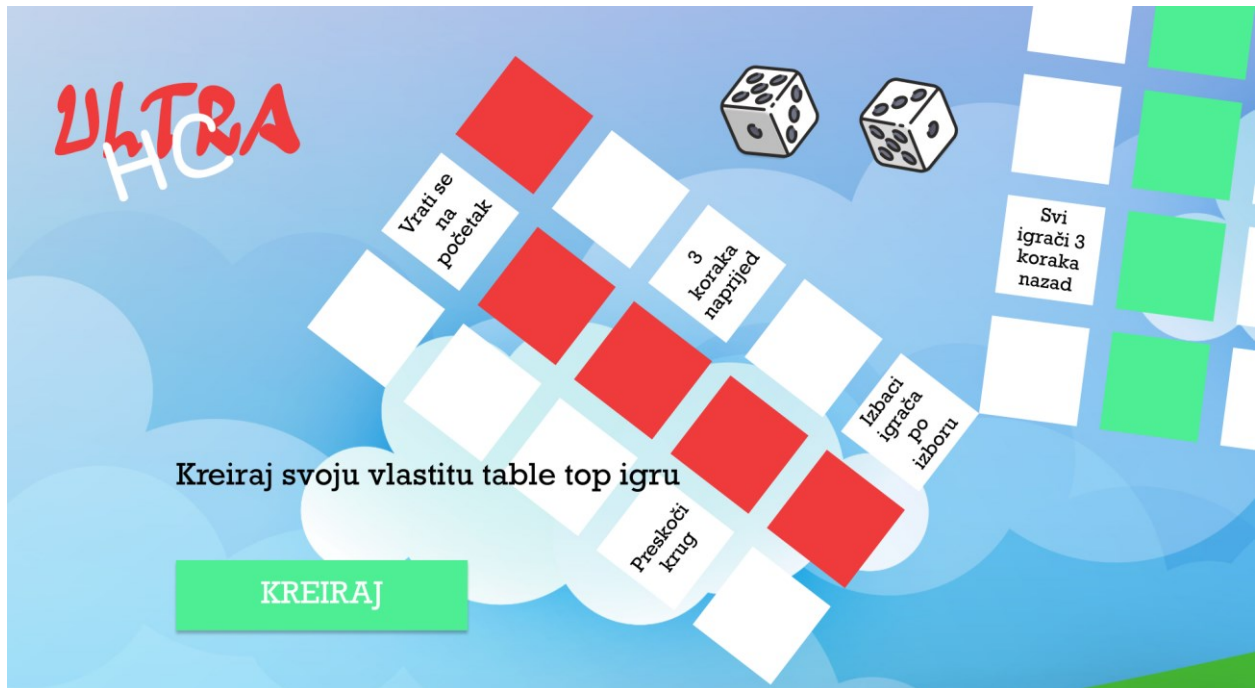 ULTRA
HC
Vrati se
na
početak
3
koraka
naprijed
Svi
igrači 3
koraka
nazad
Izbaci
igrača
po
izboru
Kreiraj svoju vlastitu table top igru
Preskoči
krug
KREIRAJ